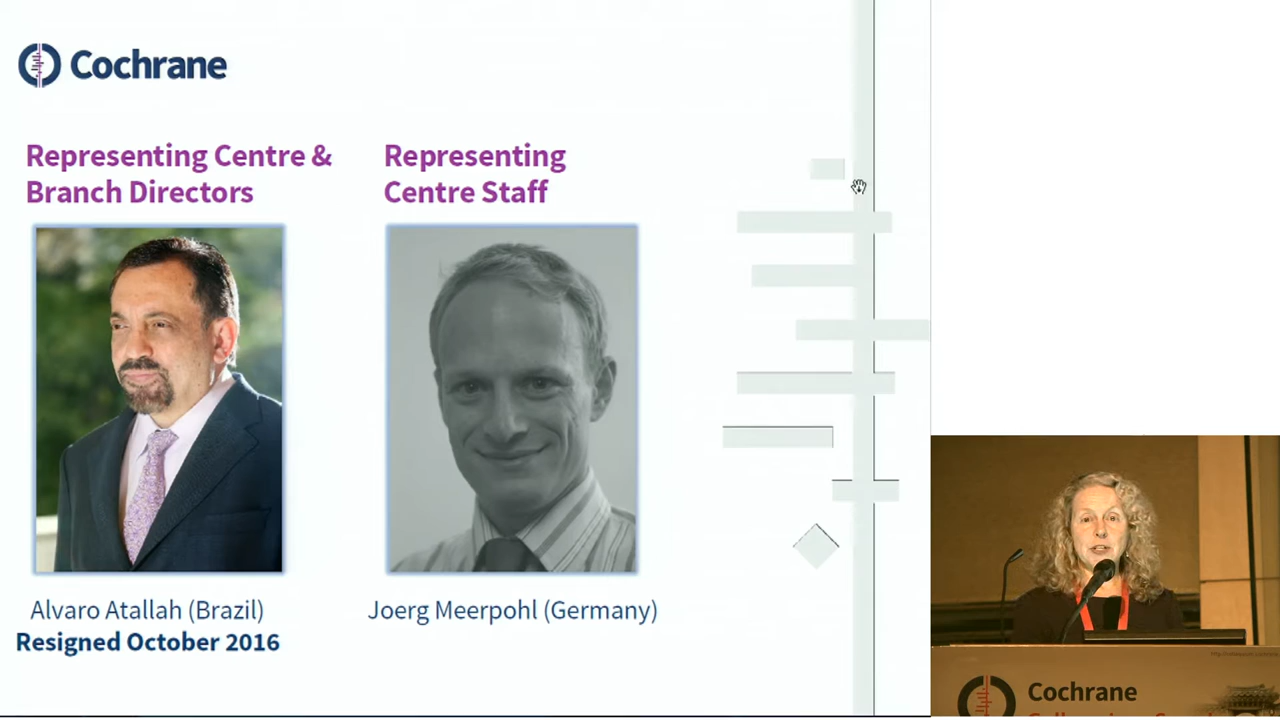 Cochrane
Representing Centre &
Branch Directors
Representing
Centre Staff
Alvaro Atallah (Brazil)
Resigned October 2016
Joerg Meerpohl (Germany)
Cochrane